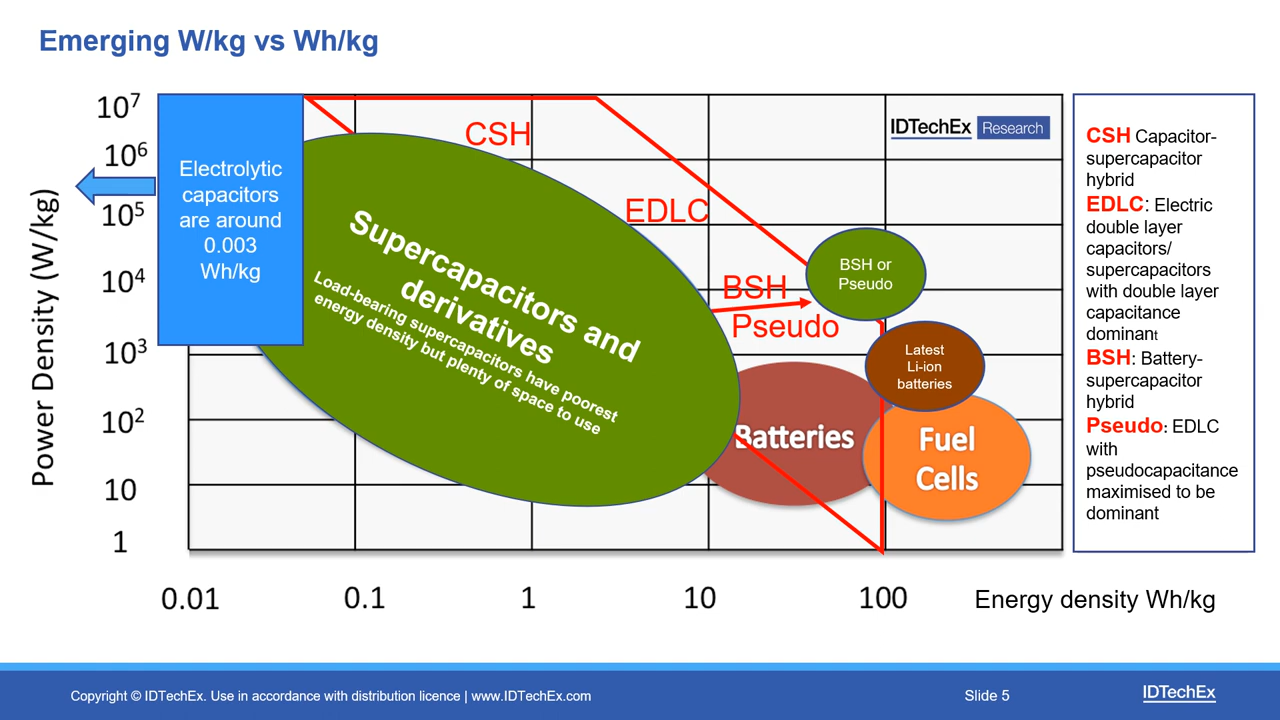 Emerging W/kg vs Wh/kg
Power Density (W/kg)
10⁷
10⁶
10⁵
10⁴
10³
10²
10
1
Electrolytic
capacitors
are around
0.003
Wh/kg
CSH
EDLC
BSH
Pseudo
Supercapacitors and
derivatives
Load-bearing supercapacitors have poorest
energy density but plenty of space to use
IDTechEx Research
BSH or
Pseudo
Latest
Li-ion
batteries
Batteries
Fuel
Cells
0.01 0.1 1 10 100 Energy density Wh/kg
CSH Capacitor-
supercapacitor
hybrid
EDLC: Electric
double layer
capacitors/
supercapacitors
with double layer
capacitance
dominant
BSH: Battery-
supercapacitor
hybrid
Pseudo: EDLC
with
pseudocapacitance
maximised to be
dominant
Copyright © IDTechEx. Use in accordance with distribution licence | www.IDTechEx.com
Slide 5
IDTechEx